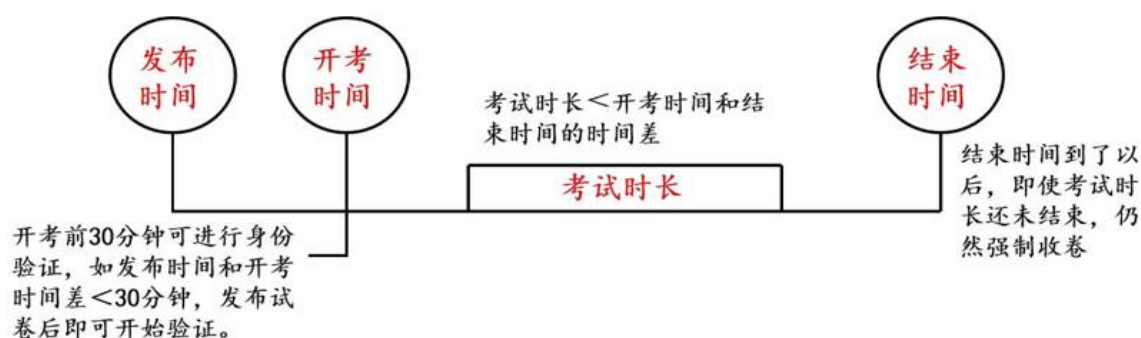 发布
时间
开考
时间
结束
时间
考试时长＜开考时间和结
束时间的时间差
考试时长
结束时间到了以
后，即使考试时
长还未结束，仍
然强制收卷
开考前30分钟可进行身份
验证，如发布时间和开考
时间差＜30分钟，发布试
卷后即可开始验证。